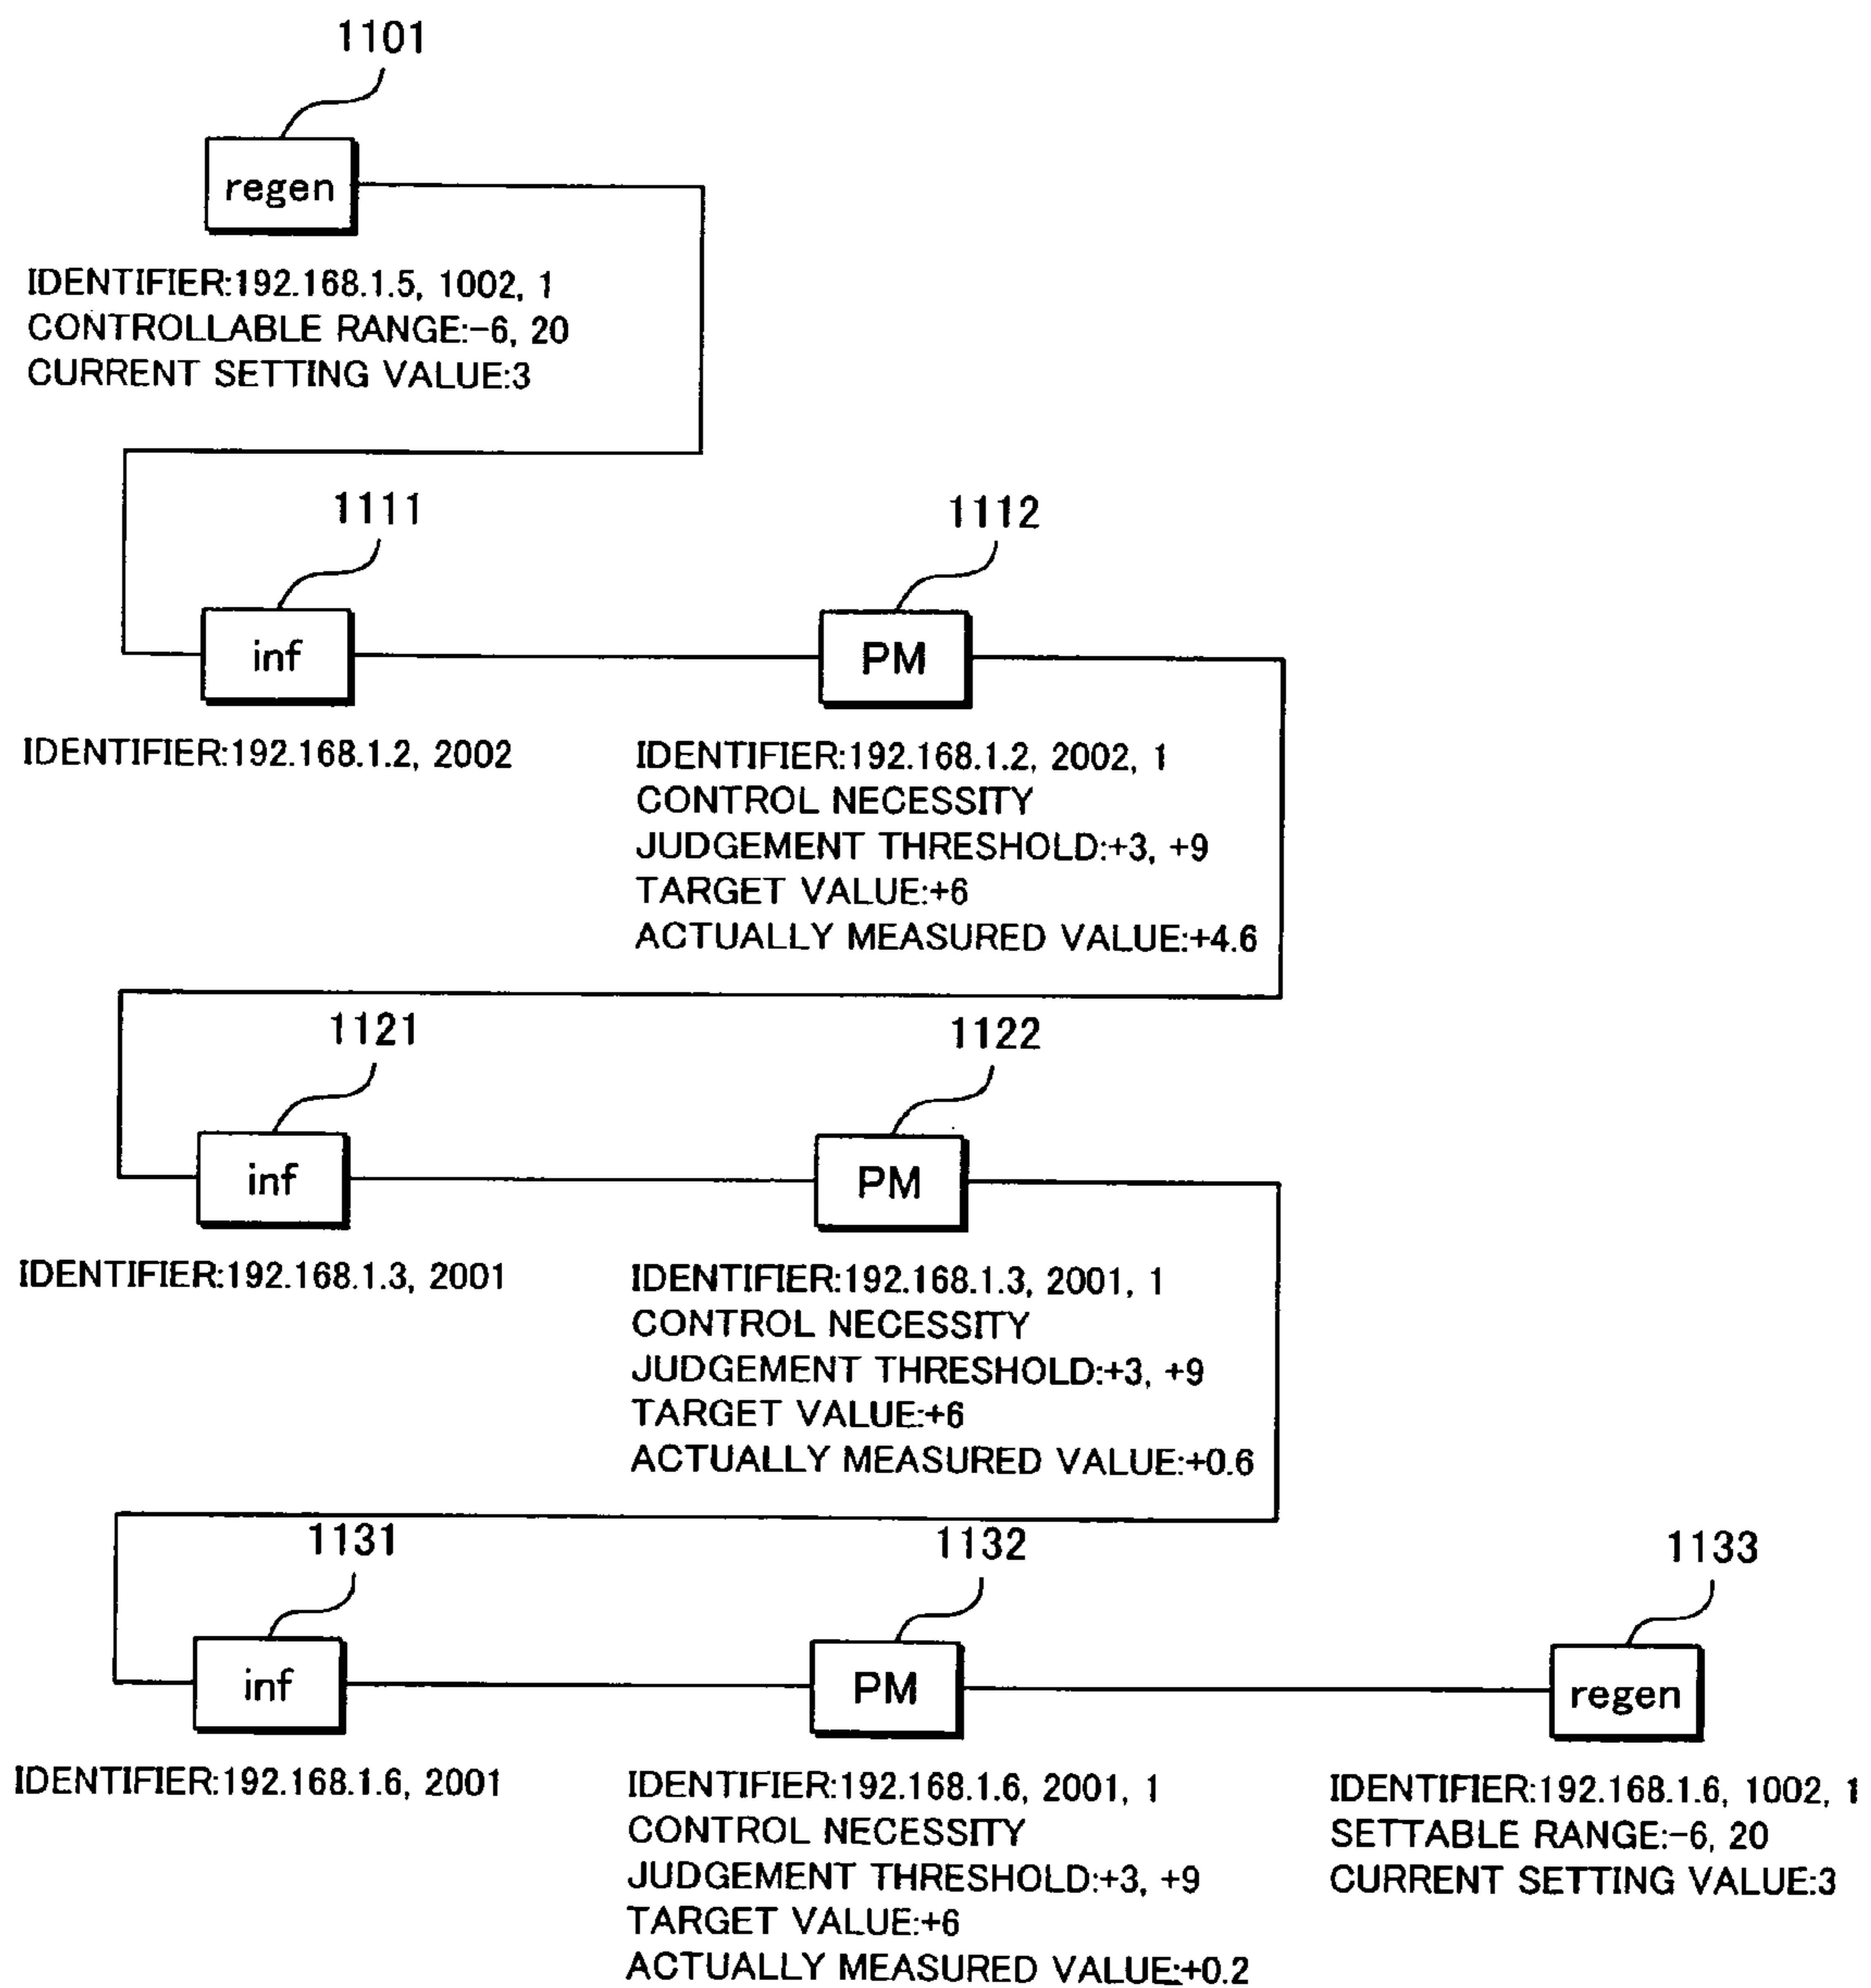 1101
regen
IDENTIFIER:192.168.1.5, 1002, 1
CONTROLLABLE RANGE:-6, 20
CURRENT SETTING VALUE:3
1111
1112
inf
PM
IDENTIFIER:192.168.1.2, 2002
IDENTIFIER:192.168.1.2, 2002, 1
CONTROL NECESSITY
JUDGEMENT THRESHOLD:+3, +9
TARGET VALUE:+6
ACTUALLY MEASURED VALUE:+4.6
1121
1122
inf
PM
IDENTIFIER:192.168.1.3, 2001
IDENTIFIER:192.168.1.3, 2001, 1
CONTROL NECESSITY
JUDGEMENT THRESHOLD:+3, +9
TARGET VALUE:+6
ACTUALLY MEASURED VALUE:+0.6
1131
1132
1133
inf
PM
regen
IDENTIFIER:192.168.1.6, 2001
IDENTIFIER:192.168.1.6, 2001, 1
CONTROL NECESSITY
JUDGEMENT THRESHOLD:+3, +9
TARGET VALUE:+6
ACTUALLY MEASURED VALUE:+0.2
IDENTIFIER:192.168.1.6, 1002, 1
SETTABLE RANGE:-6, 20
CURRENT SETTING VALUE:3